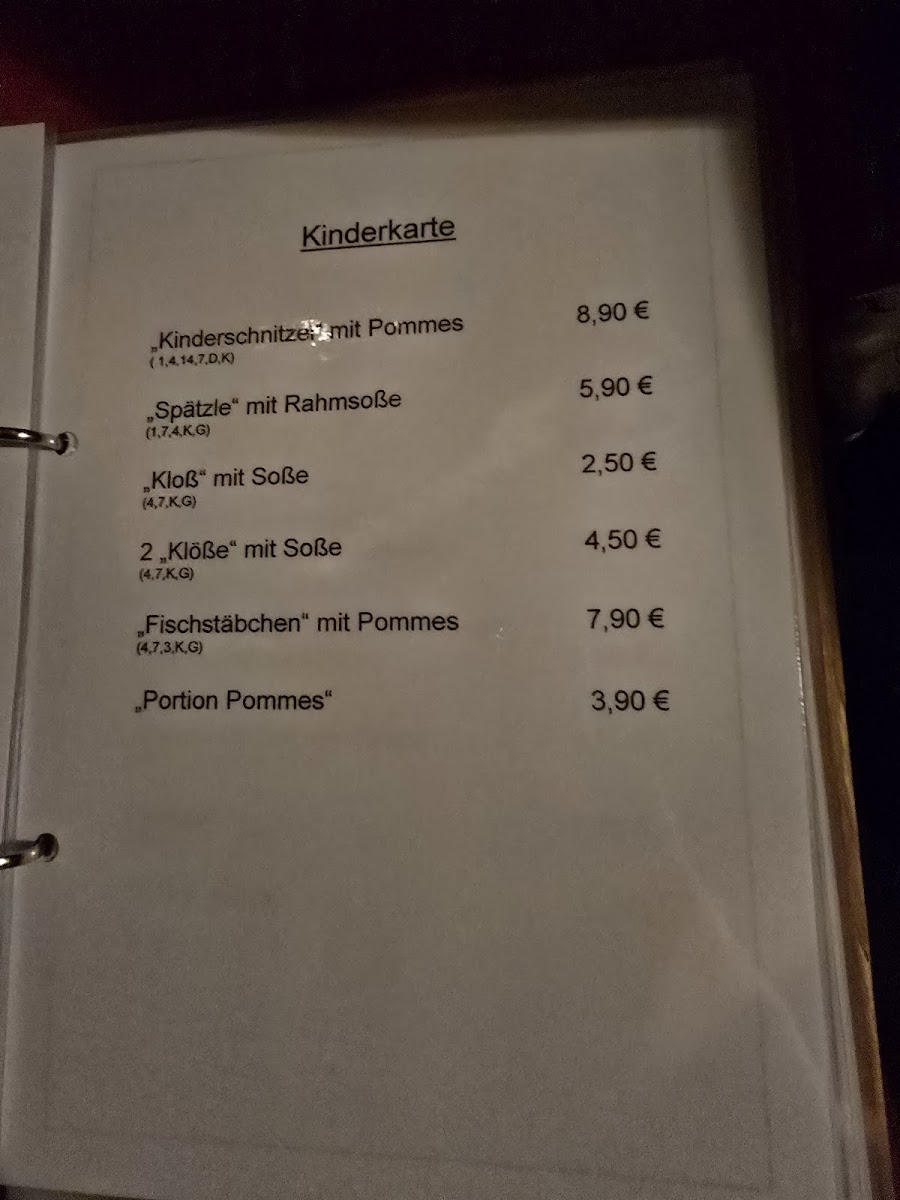 Kinderkarte
„Kinderschnitzel“ mit Pommes 8,90 €
( 1,4,14,7,D,K)
„Spätzle“ mit Rahmsoße 5,90 €
(1,7,4,K,G)
„Kloß“ mit Soße 2,50 €
(4,7,K,G)
2 „Klöße“ mit Soße 4,50 €
(4,7,K,G)
„Fischstäbchen“ mit Pommes 7,90 €
(4,7,3,K,G)
„Portion Pommes“ 3,90 €